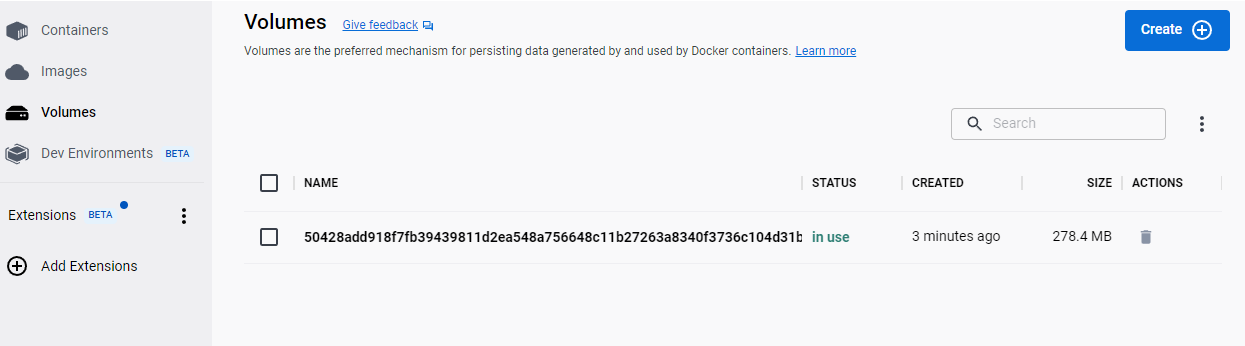 Containers
Images
Volumes
Dev Environments BETA
Extensions BETA
Add Extensions
Volumes Give feedback
Create
Volumes are the preferred mechanism for persisting data generated by and used by Docker containers. Learn more
Search
NAME STATUS CREATED SIZE ACTIONS
50428add918f7fb39439811d2ea548a756648c11b27263a8340f3736c104d31b in use 3 minutes ago 278.4 MB